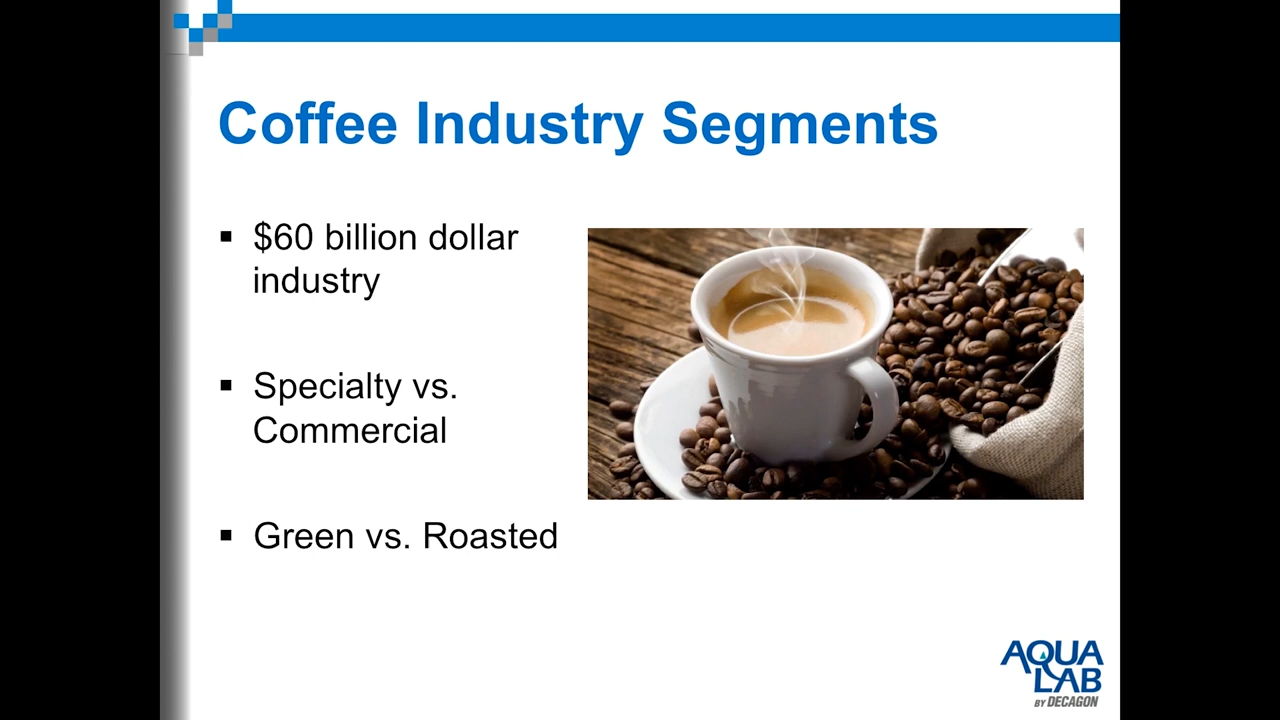 Coffee Industry Segments
$60 billion dollar
industry
Specialty vs.
Commercial
Green vs. Roasted
AQUA
LAB
BY DECAGON